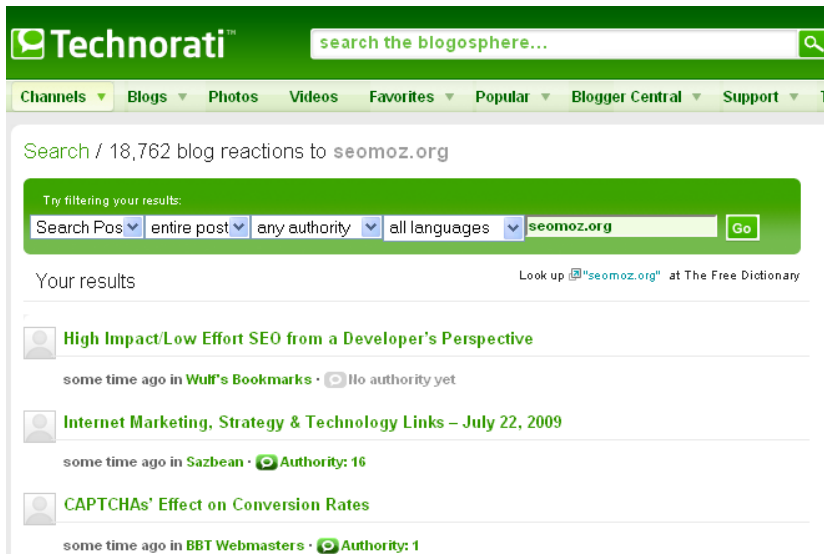 Technorati™
search the blogosphere...
Channels Blogs Photos Videos Favorites Popular Blogger Central Support
Search / 18,762 blog reactions to seomoz.org
Try filtering your results:
Search Pos entire post any authority all languages seomoz.org Go
Your results
Look up "seomoz.org" at The Free Dictionary
High Impact/Low Effort SEO from a Developer's Perspective
some time ago in Wulf's Bookmarks · No authority yet
Internet Marketing, Strategy & Technology Links – July 22, 2009
some time ago in Sazbean · Authority: 16
CAPTCHAs' Effect on Conversion Rates
some time ago in BBT Webmasters · Authority: 1